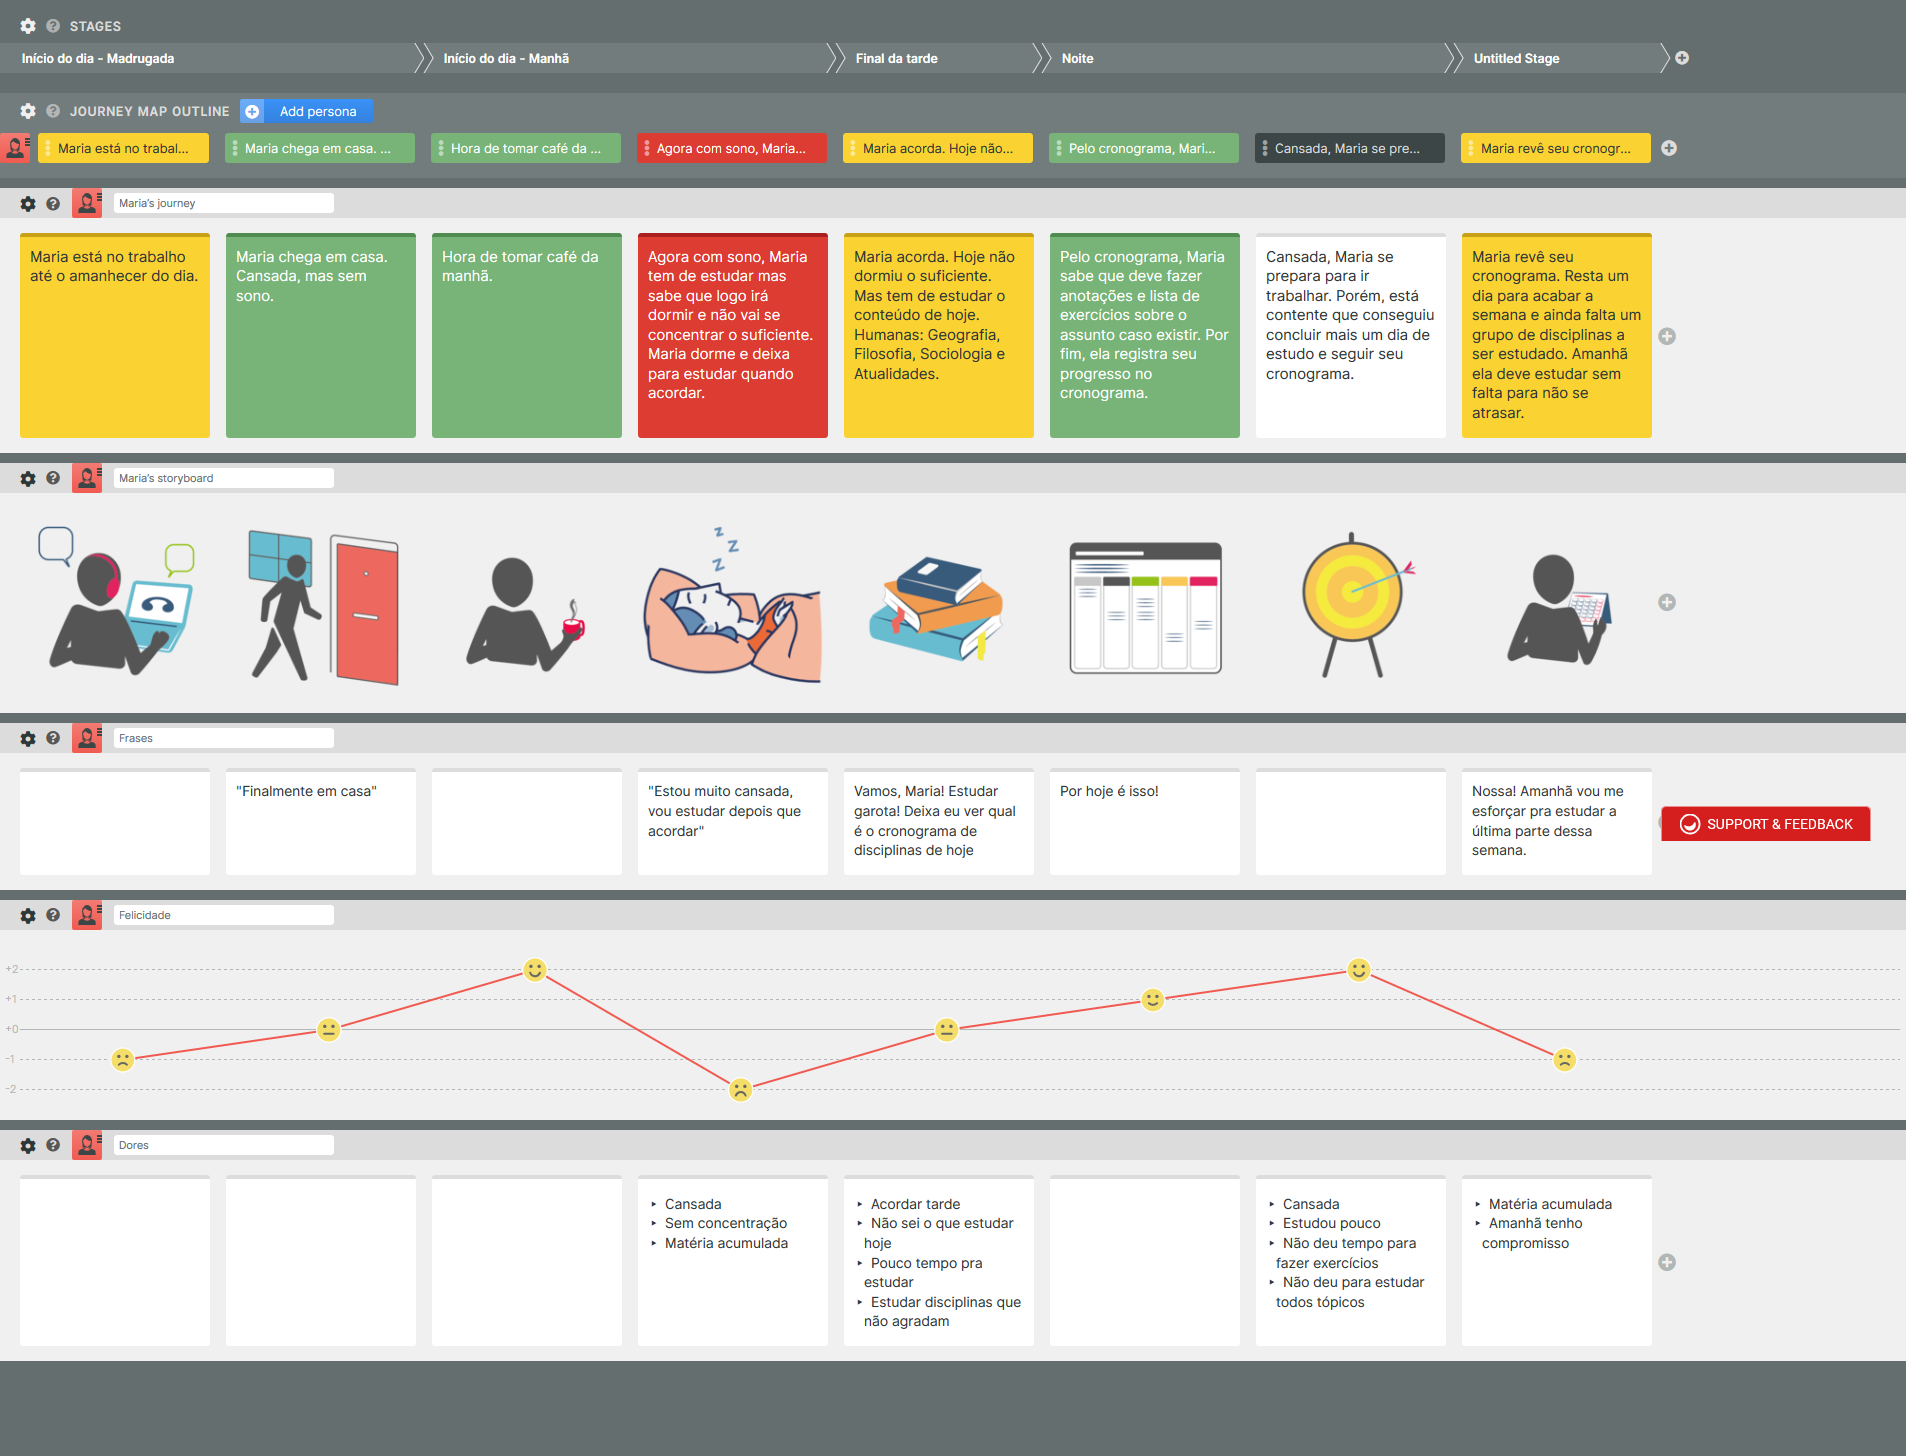 STAGES
Início do dia - Madrugada
Início do dia - Manhã
Final da tarde
Noite
Untitled Stage
JOURNEY MAP OUTLINE
Add persona
Maria está no trabal...
Maria chega em casa. ...
Hora de tomar café da ...
Agora com sono, Maria...
Maria acorda. Hoje não...
Pelo cronograma, Mari...
Cansada, Maria se pre...
Maria revê seu cronogr...
Maria's journey
Maria está no trabalho
até o amanhecer do dia.
Maria chega em casa.
Cansada, mas sem
sono.
Hora de tomar café da
manhã.
Agora com sono, Maria
tem de estudar mas
sabe que logo irá
dormir e não vai se
concentrar o suficiente.
Maria dorme e deixa
para estudar quando
acordar.
Maria acorda. Hoje não
dormiu o suficiente.
Mas tem de estudar o
conteúdo de hoje.
Humanas: Geografia,
Filosofia, Sociologia e
Atualidades.
Pelo cronograma, Maria
sabe que deve fazer
anotações e lista de
exercícios sobre o
assunto caso existir. Por
fim, ela registra seu
progresso no
cronograma.
Cansada, Maria se
prepara para ir
trabalhar. Porém, está
contente que conseguiu
concluir mais um dia de
estudo e seguir seu
cronograma.
Maria revê seu
cronograma. Resta um
dia para acabar a
semana e ainda falta um
grupo de disciplinas a
ser estudado. Amanhã
ela deve estudar sem
falta para não se
atrasar.
Maria's storyboard
z
z
z
Frases
"Finalmente em casa"
"Estou muito cansada,
vou estudar depois que
acordar"
Vamos, Maria! Estudar
garota! Deixa eu ver qual
é o cronograma de
disciplinas de hoje
Por hoje é isso!
Nossa! Amanhã vou me
esforçar pra estudar a
última parte dessa
semana.
SUPPORT & FEEDBACK
Felicidade
+2
+1
+0
-1
-2
Dores
‣ Cansada
‣ Sem concentração
‣ Matéria acumulada
‣ Acordar tarde
‣ Não sei o que estudar
hoje
‣ Pouco tempo pra
estudar
‣ Estudar disciplinas que
não agradam
‣ Cansada
‣ Estudou pouco
‣ Não deu tempo para
fazer exercícios
‣ Não deu para estudar
todos tópicos
‣ Matéria acumulada
‣ Amanhã tenho
compromisso